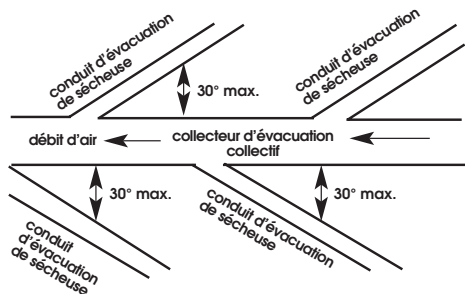 conduit d'évacuation
de sécheuse
conduit d'évacuation
de sécheuse
30° max.
débit d'air
collecteur d'évacuation
collectif
30° max.
30° max.
conduit
d'évacuation
de sécheuse
conduit d'évacuation
de sécheuse